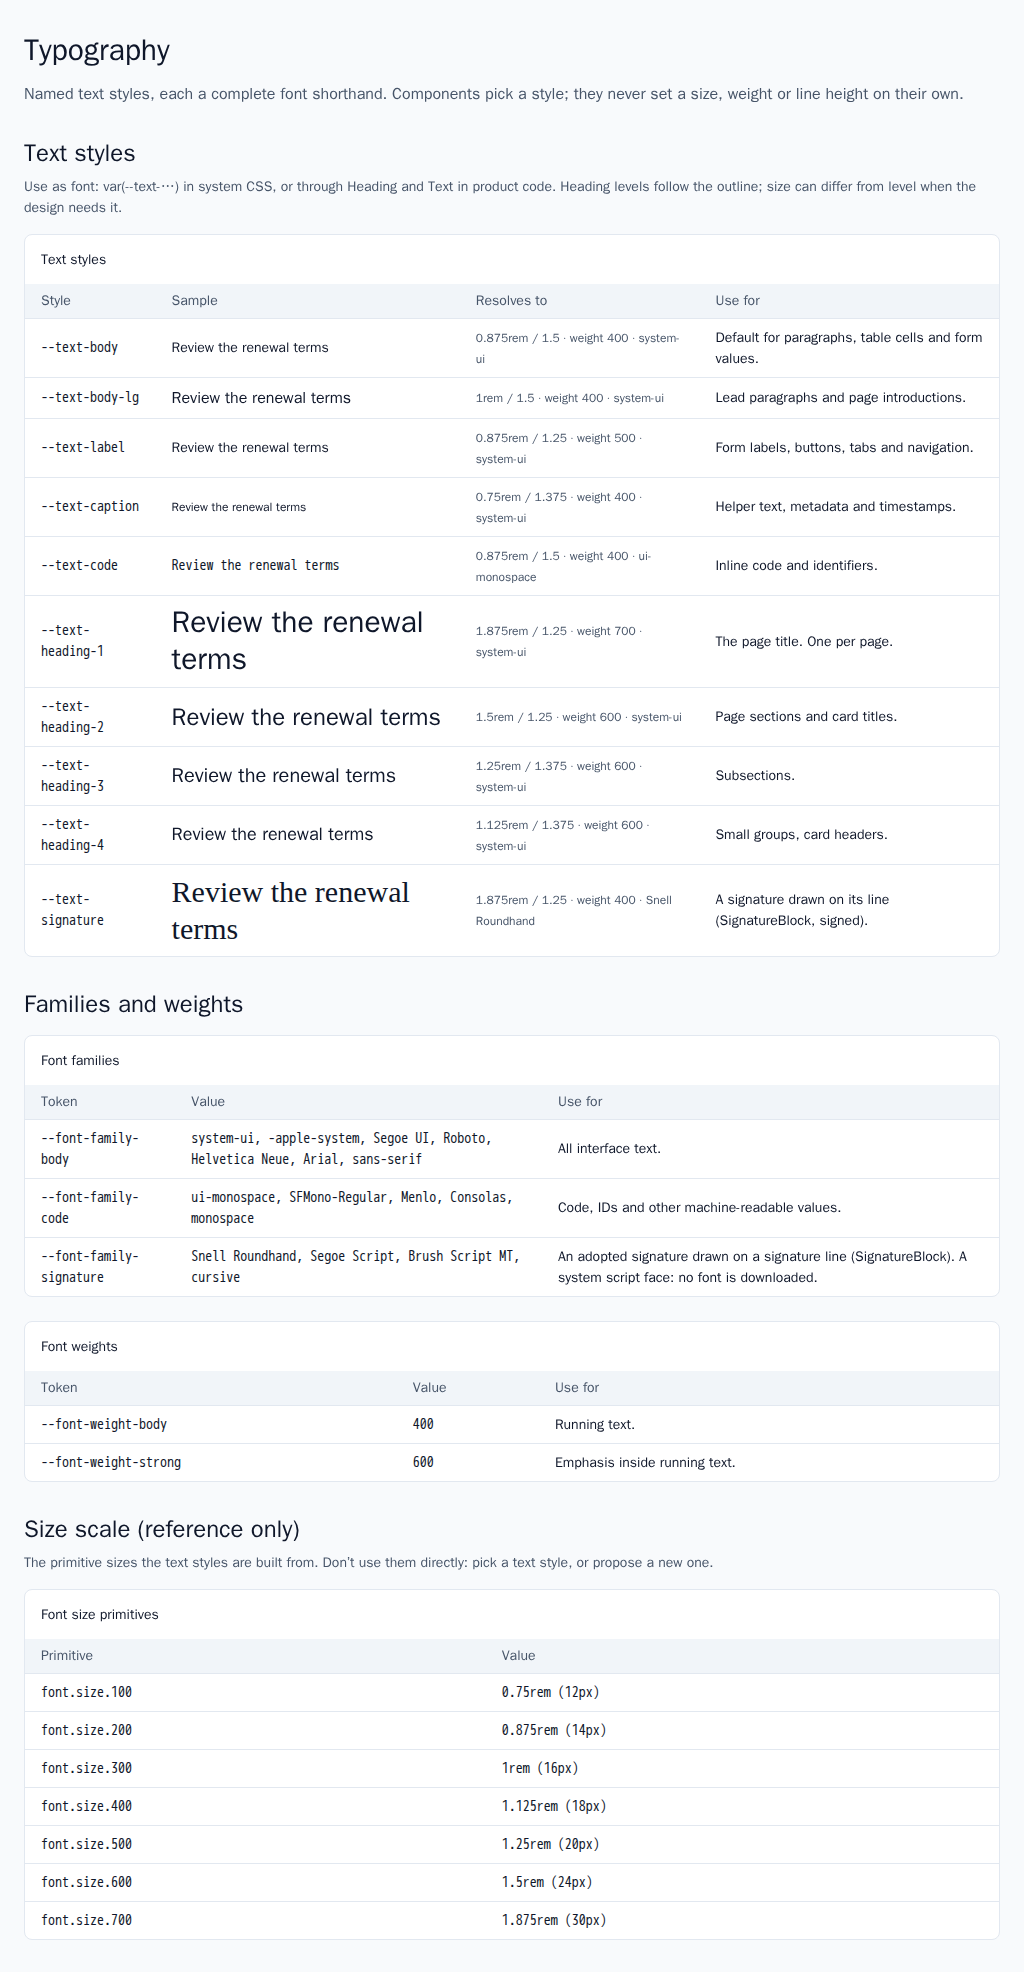 Typography
Named text styles, each a complete font shorthand. Components pick a style; they never set a size, weight or line height on their own.
Text styles
Use as font: var(--text-⋯) in system CSS, or through Heading and Text in product code. Heading levels follow the outline; size can differ from level when the
design needs it.
Text styles
Style Sample Resolves to Use for
--text-body Review the renewal terms 0.875rem / 1.5 · weight 400 · system-
ui Default for paragraphs, table cells and form
values.
--text-body-lg Review the renewal terms 1rem / 1.5 · weight 400 · system-ui Lead paragraphs and page introductions.
--text-label Review the renewal terms 0.875rem / 1.25 · weight 500 ·
system-ui Form labels, buttons, tabs and navigation.
--text-caption Review the renewal terms 0.75rem / 1.375 · weight 400 ·
system-ui Helper text, metadata and timestamps.
--text-code Review the renewal terms 0.875rem / 1.5 · weight 400 · ui-
monospace Inline code and identifiers.
--text-
heading-1 Review the renewal
terms 1.875rem / 1.25 · weight 700 ·
system-ui The page title. One per page.
--text-
heading-2 Review the renewal terms 1.5rem / 1.25 · weight 600 · system-ui Page sections and card titles.
--text-
heading-3 Review the renewal terms 1.25rem / 1.375 · weight 600 ·
system-ui Subsections.
--text-
heading-4 Review the renewal terms 1.125rem / 1.375 · weight 600 ·
system-ui Small groups, card headers.
--text-
signature Review the renewal
terms 1.875rem / 1.25 · weight 400 · Snell
Roundhand A signature drawn on its line
(SignatureBlock, signed).
Families and weights
Font families
Token Value Use for
--font-family-
body system-ui, -apple-system, Segoe UI, Roboto,
Helvetica Neue, Arial, sans-serif All interface text.
--font-family-
code ui-monospace, SFMono-Regular, Menlo, Consolas,
monospace Code, IDs and other machine-readable values.
--font-family-
signature Snell Roundhand, Segoe Script, Brush Script MT,
cursive An adopted signature drawn on a signature line (SignatureBlock). A
system script face: no font is downloaded.
Font weights
Token Value Use for
--font-weight-body 400 Running text.
--font-weight-strong 600 Emphasis inside running text.
Size scale (reference only)
The primitive sizes the text styles are built from. Don't use them directly: pick a text style, or propose a new one.
Font size primitives
Primitive Value
font.size.100 0.75rem (12px)
font.size.200 0.875rem (14px)
font.size.300 1rem (16px)
font.size.400 1.125rem (18px)
font.size.500 1.25rem (20px)
font.size.600 1.5rem (24px)
font.size.700 1.875rem (30px)